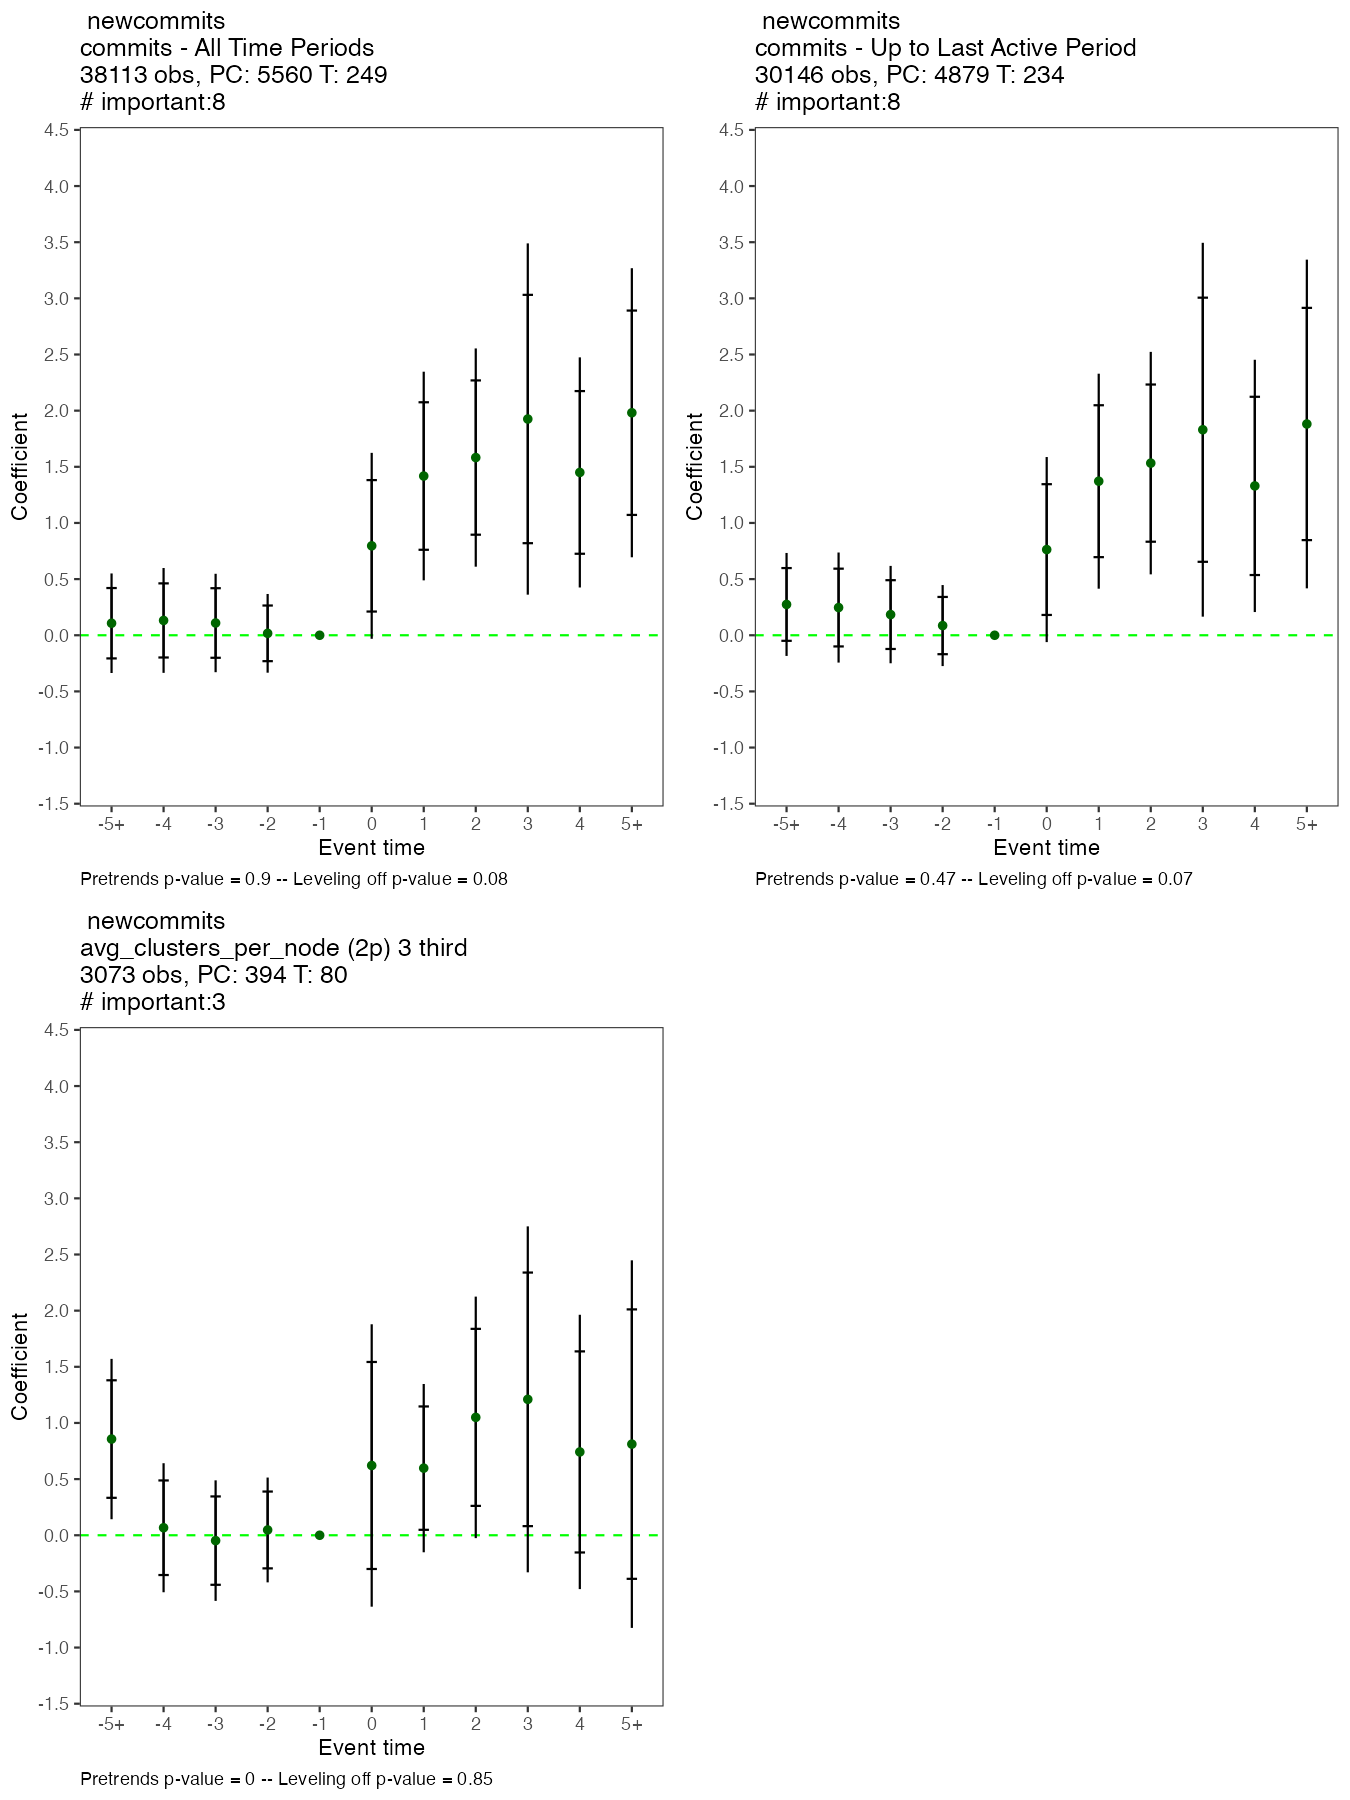 newcommits
commits - All Time Periods
38113 obs, PC: 5560 T: 249
# important:8
4.5
4.0
3.5
3.0
2.5
2.0
1.5
1.0
0.5
0.0
-0.5
-1.0
-1.5
Coefficient
-5+ -4 -3 -2 -1 0 1 2 3 4 5+
Event time
Pretrends p-value = 0.9 -- Leveling off p-value = 0.08
newcommits
commits - Up to Last Active Period
30146 obs, PC: 4879 T: 234
# important:8
4.5
4.0
3.5
3.0
2.5
2.0
1.5
1.0
0.5
0.0
-0.5
-1.0
-1.5
Coefficient
-5+ -4 -3 -2 -1 0 1 2 3 4 5+
Event time
Pretrends p-value = 0.47 -- Leveling off p-value = 0.07
newcommits
avg_clusters_per_node (2p) 3 third
3073 obs, PC: 394 T: 80
# important:3
4.5
4.0
3.5
3.0
2.5
2.0
1.5
1.0
0.5
0.0
-0.5
-1.0
-1.5
Coefficient
-5+ -4 -3 -2 -1 0 1 2 3 4 5+
Event time
Pretrends p-value = 0 -- Leveling off p-value = 0.85